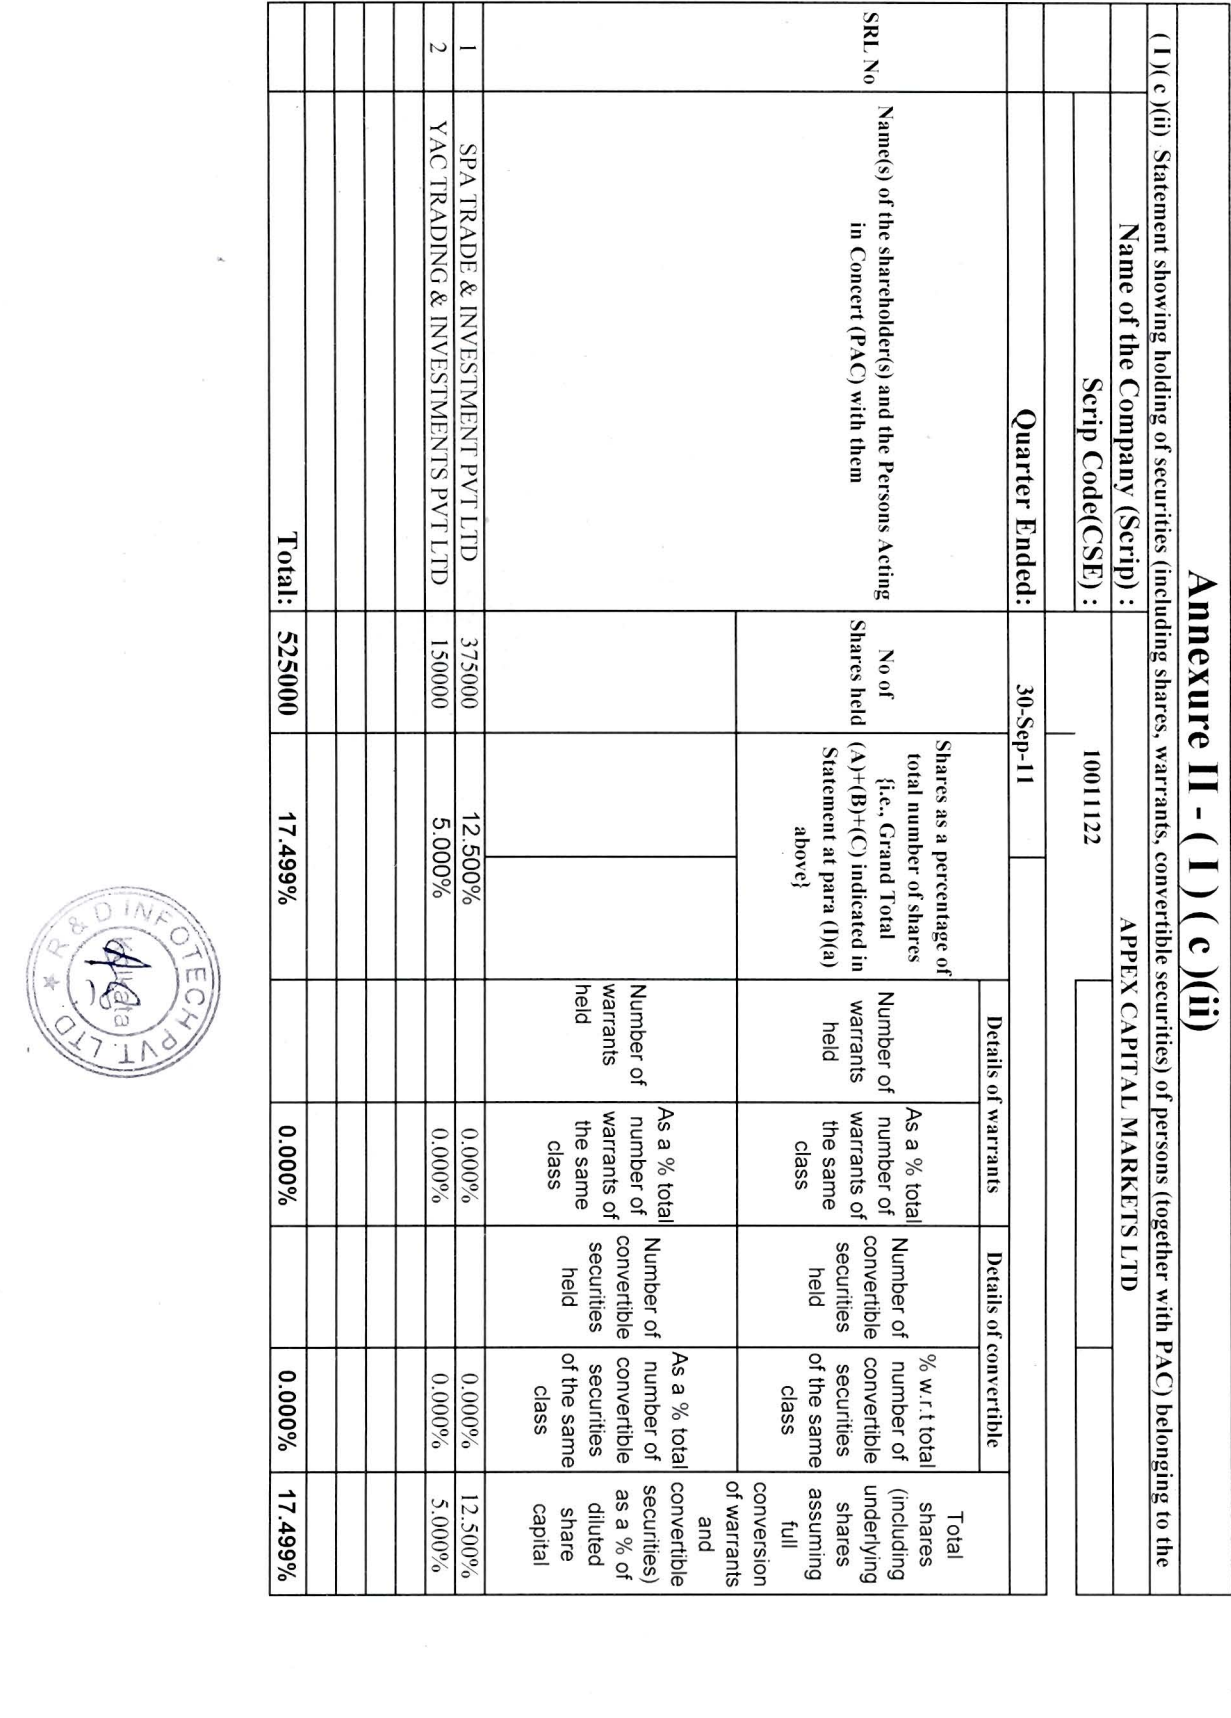 Annexure II - ( I ) ( c )(ii)
( I )( c )(ii) Statement showing holding of securities (including shares, warrants, convertible securities) of persons (together with PAC) belonging to the
Name of the Company (Scrip) : APPEX CAPITAL MARKETS LTD
Scrip Code(CSE) : 10011122
Quarter Ended: 30-Sep-11
SRL No
Name(s) of the shareholder(s) and the Persons Acting
in Concert (PAC) with them
No of
Shares held
Shares as a percentage of
total number of shares
{i.e., Grand Total
(A)+(B)+(C) indicated in
Statement at para (I)(a)
above}
Details of warrants
Number of
warrants
held
As a % total
number of
warrants of
the same
class
Details of convertible
Number of
convertible
securities
held
% w.r.t total
number of
convertible
securities
of the same
class
Total
shares
(including
underlying
shares
assuming
full
conversion
of warrants
and
convertible
securities)
as a % of
diluted
share
capital
Number of
warrants
held
As a % total
number of
warrants of
the same
class
Number of
convertible
securities
held
As a % total
number of
convertible
securities
of the same
class
1 SPA TRADE & INVESTMENT PVT LTD 375000 12.500% 0.000% 0.000% 12.500%
2 YAC TRADING & INVESTMENTS PVT LTD 150000 5.000% 0.000% 0.000% 5.000%
Total: 525000 17.499% 0.000% 0.000% 17.499%
R & D INFOTECH PVT. LTD
Kolkata